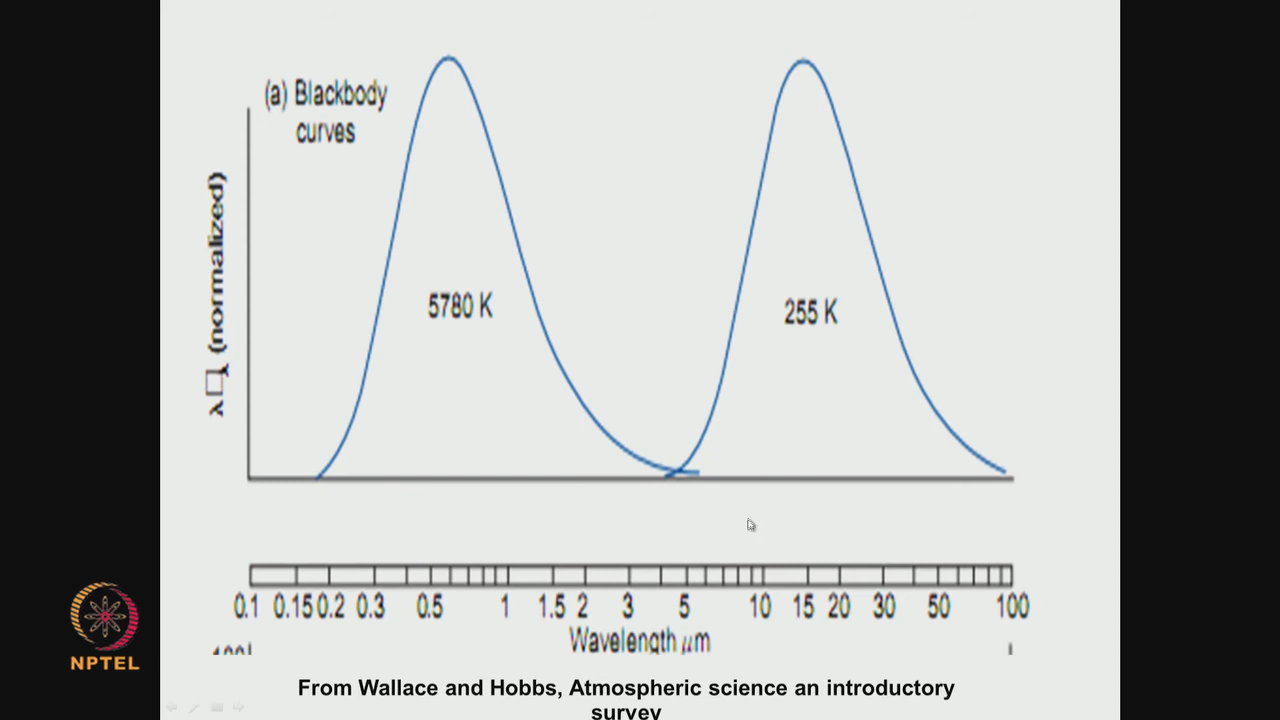 (a) Blackbody
curves
λ□λ (normalized)
5780 K
255 K
0.1 0.15 0.2 0.3 0.5 1 1.5 2 3 5 10 15 20 30 50 100
Wavelength μm
From Wallace and Hobbs, Atmospheric science an introductory
survey
NPTEL